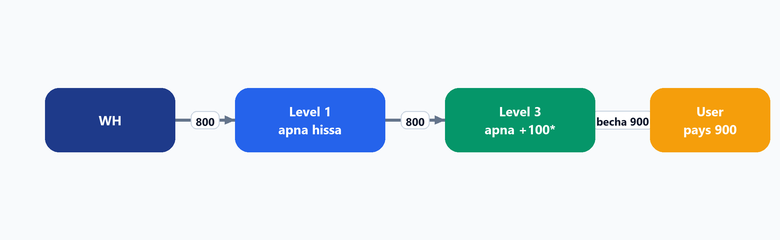 WH
800
Level 1
apna hissa
800
Level 3
apna +100*
becha 900
User
pays 900